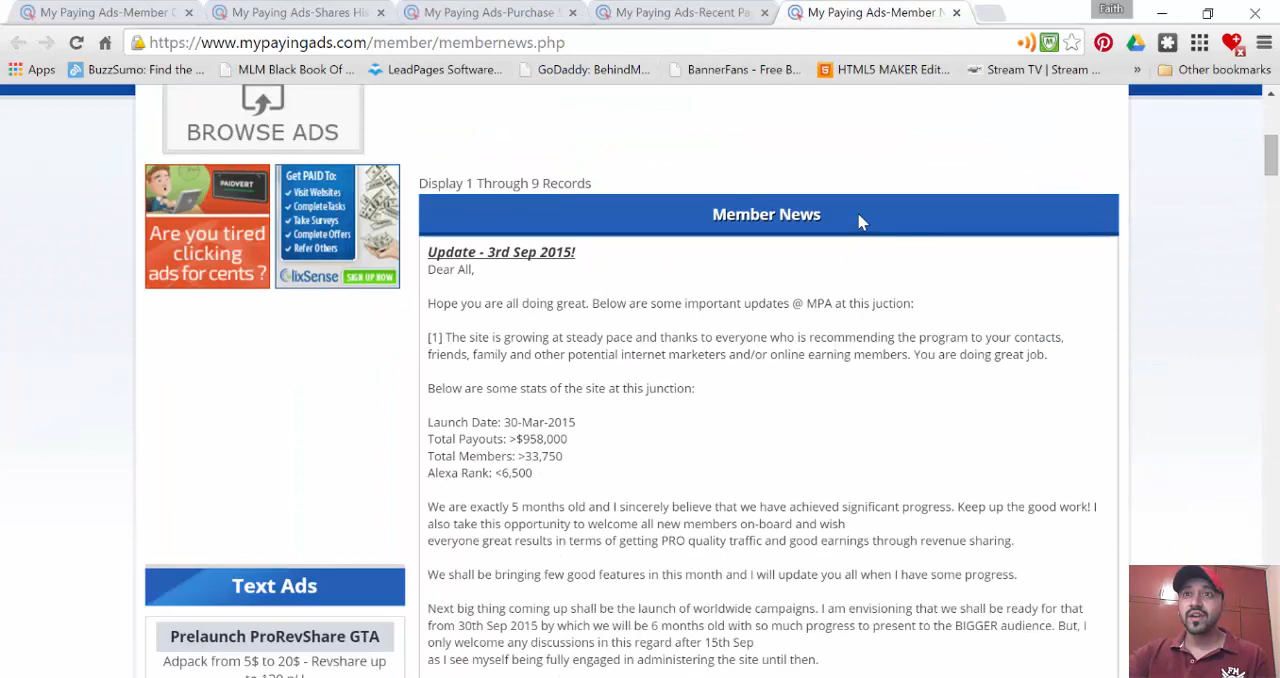 My Paying Ads-Member C
My Paying Ads-Shares His
My Paying Ads-Purchase
My Paying Ads-Recent Pa
My Paying Ads-Member N
Faith
https://www.mypayingads.com/member/membernews.php
Apps
BuzzSumo: Find the ...
MLM Black Book Of ...
LeadPages Software...
GoDaddy: BehindM...
BannerFans - Free B...
HTML5 MAKER Edit...
Stream TV | Stream ...
»
Other bookmarks
BROWSE ADS
PAIDVERT
Are you tired
clicking
ads for cents ?
Get PAID To:
Visit Websites
Complete Tasks
Take Surveys
Complete Offers
Refer Others
ClixSense
SIGN UP NOW
Display 1 Through 9 Records
Member News
Update - 3rd Sep 2015!
Dear All,
Hope you are all doing great. Below are some important updates @ MPA at this juction:
[1] The site is growing at steady pace and thanks to everyone who is recommending the program to your contacts,
friends, family and other potential internet marketers and/or online earning members. You are doing great job.
Below are some stats of the site at this junction:
Launch Date: 30-Mar-2015
Total Payouts: >$958,000
Total Members: >33,750
Alexa Rank: <6,500
We are exactly 5 months old and I sincerely believe that we have achieved significant progress. Keep up the good work! I
also take this opportunity to welcome all new members on-board and wish
everyone great results in terms of getting PRO quality traffic and good earnings through revenue sharing.
We shall be bringing few good features in this month and I will update you all when I have some progress.
Next big thing coming up shall be the launch of worldwide campaigns. I am envisioning that we shall be ready for that
from 30th Sep 2015 by which we will be 6 months old with so much progress to present to the BIGGER audience. But, I
only welcome any discussions in this regard after 15th Sep
as I see myself being fully engaged in administering the site until then.
Text Ads
Prelaunch ProRevShare GTA
Adpack from 5$ to 20$ - Revshare up